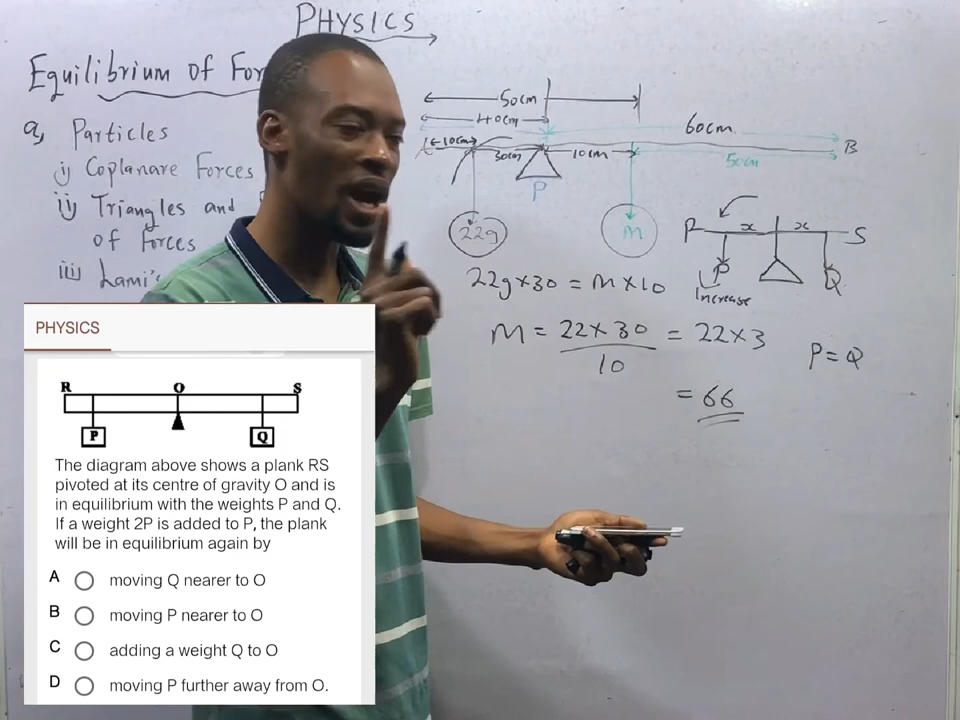 PHYSICS
Equilibrium of For
a, Particles
i) Coplanare Forces
ii) Triangles and
of Forces
iii) Lami's
50cm
40cm
60cm
10cm
30cm
10cm
50cm
B
P
22g
m
R x x S
P Q
Increase
22g×30 = m×10
m = 22×30 = 22×3
10
= 66
P=Q
PHYSICS
R O S
P Q
The diagram above shows a plank RS
pivoted at its centre of gravity O and is
in equilibrium with the weights P and Q.
If a weight 2P is added to P, the plank
will be in equilibrium again by
A moving Q nearer to O
B moving P nearer to O
C adding a weight Q to O
D moving P further away from O.